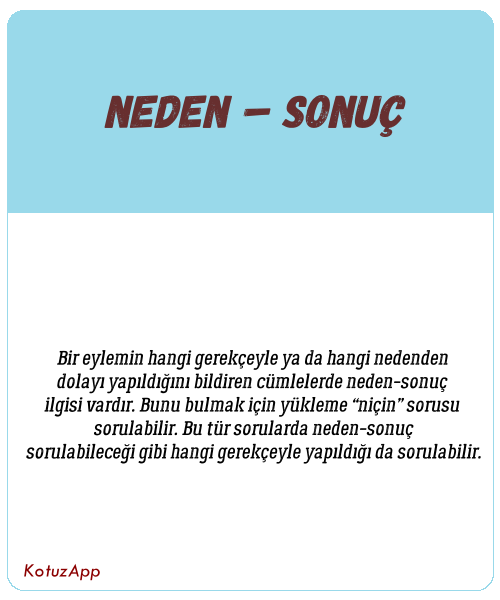 NEDEN - SONUÇ
Bir eylemin hangi gerekçeyle ya da hangi nedenden
dolayı yapıldığını bildiren cümlelerde neden-sonuç
ilgisi vardır. Bunu bulmak için yükleme “niçin” sorusu
sorulabilir. Bu tür sorularda neden-sonuç
sorulabileceği gibi hangi gerekçeyle yapıldığı da sorulabilir.
KotuzApp